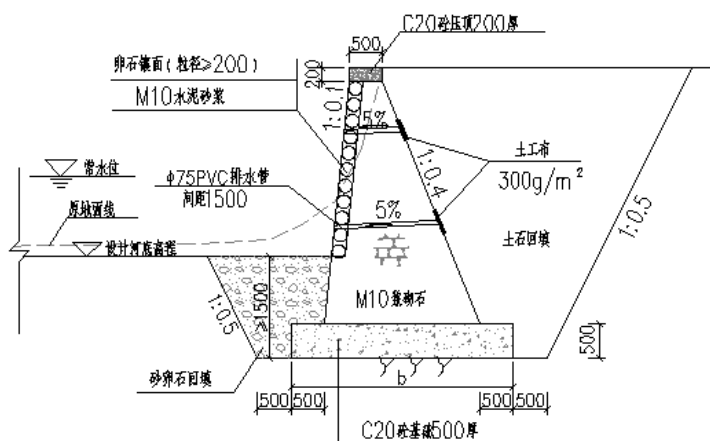 C20砼压顶200厚
500
卵石镶面(粒径≥200)
200
M10水泥砂浆
1:0.1
5%
土工布
300g/m²
常水位
φ75PVC排水管
间距1500
1:0.4
5%
1:0.5
原地面线
设计河底高程
土石回填
M10浆砌石
1:0.5
≥1500
500
砂卵石回填
b
500 500
500 500
C20砼基础500厚